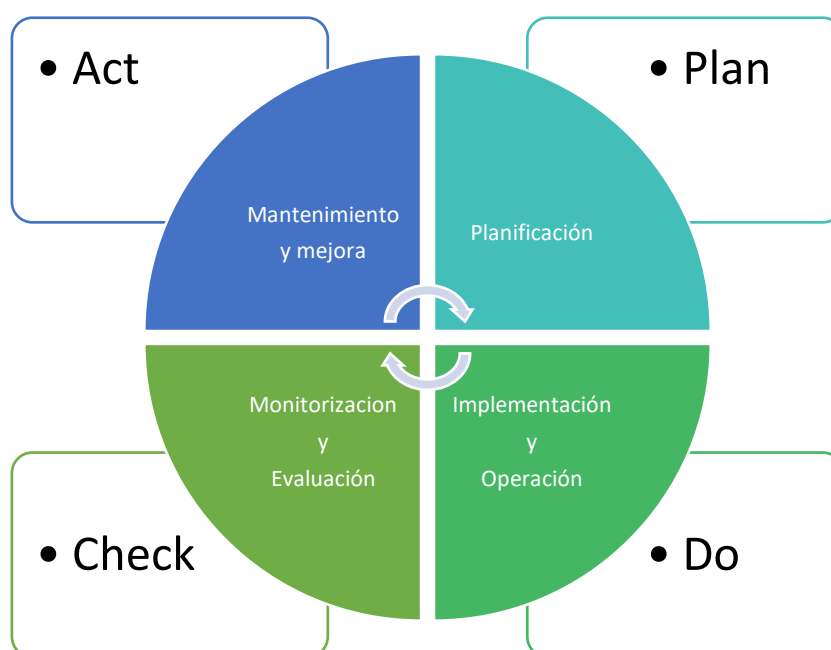 • Act
• Plan
Mantenimiento
y mejora
Planificación
Monitorizacion
y
Evaluación
Implementación
y
Operación
• Check
• Do